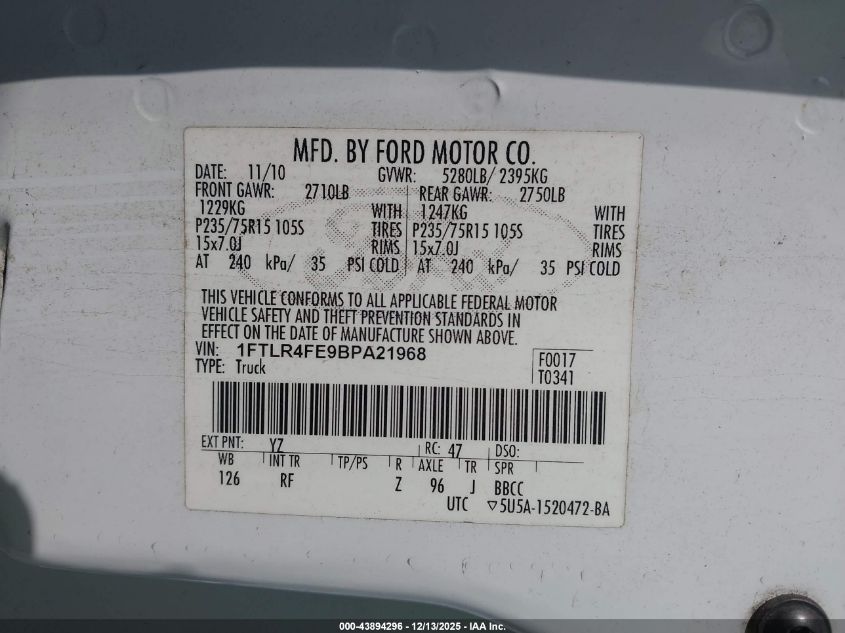 MFD. BY FORD MOTOR CO.
DATE: 11/10 GVWR: 5280LB/ 2395KG
FRONT GAWR: 2710LB REAR GAWR: 2750LB
1229KG WITH 1247KG WITH
P235/75R15 105S TIRES P235/75R15 105S TIRES
15x7.0J RIMS 15x7.0J RIMS
AT 240 kPa/ 35 PSI COLD AT 240 kPa/ 35 PSI COLD
THIS VEHICLE CONFORMS TO ALL APPLICABLE FEDERAL MOTOR
VEHICLE SAFETY AND THEFT PREVENTION STANDARDS IN
EFFECT ON THE DATE OF MANUFACTURE SHOWN ABOVE.
VIN: 1FTLR4FE9BPA21968 F0017
TYPE: Truck T0341
EXT PNT: YZ RC: 47 DSO:
WB INT TR TP/PS R AXLE TR SPR
126 RF Z 96 J BBCC
UTC ▽5U5A-1520472-BA
000-43894296 - 12/13/2025 - IAA Inc.